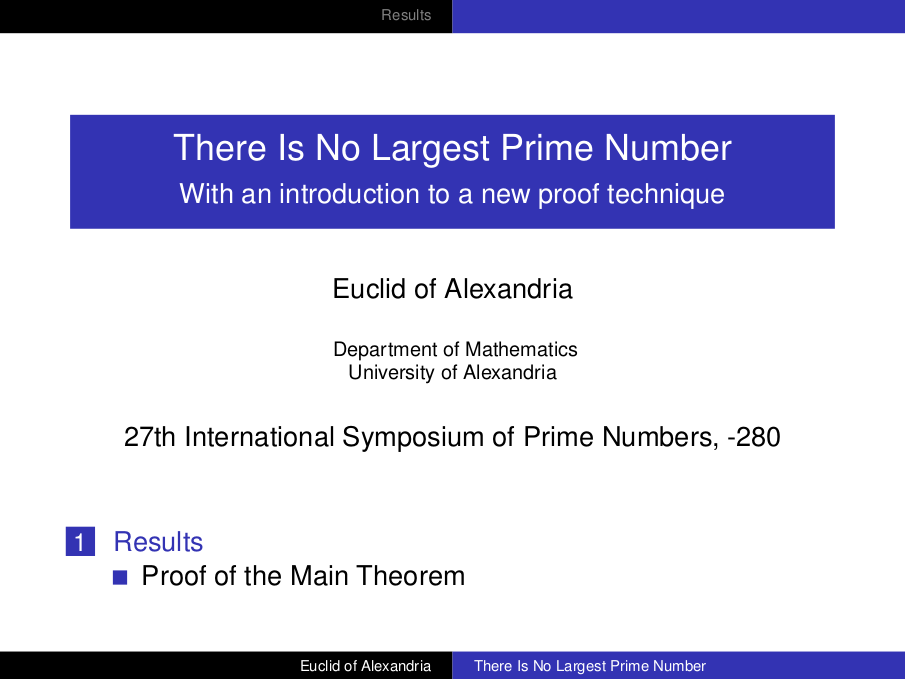 Results
There Is No Largest Prime Number
With an introduction to a new proof technique
Euclid of Alexandria
Department of Mathematics
University of Alexandria
27th International Symposium of Prime Numbers, -280
1 Results
Proof of the Main Theorem
Euclid of Alexandria There Is No Largest Prime Number